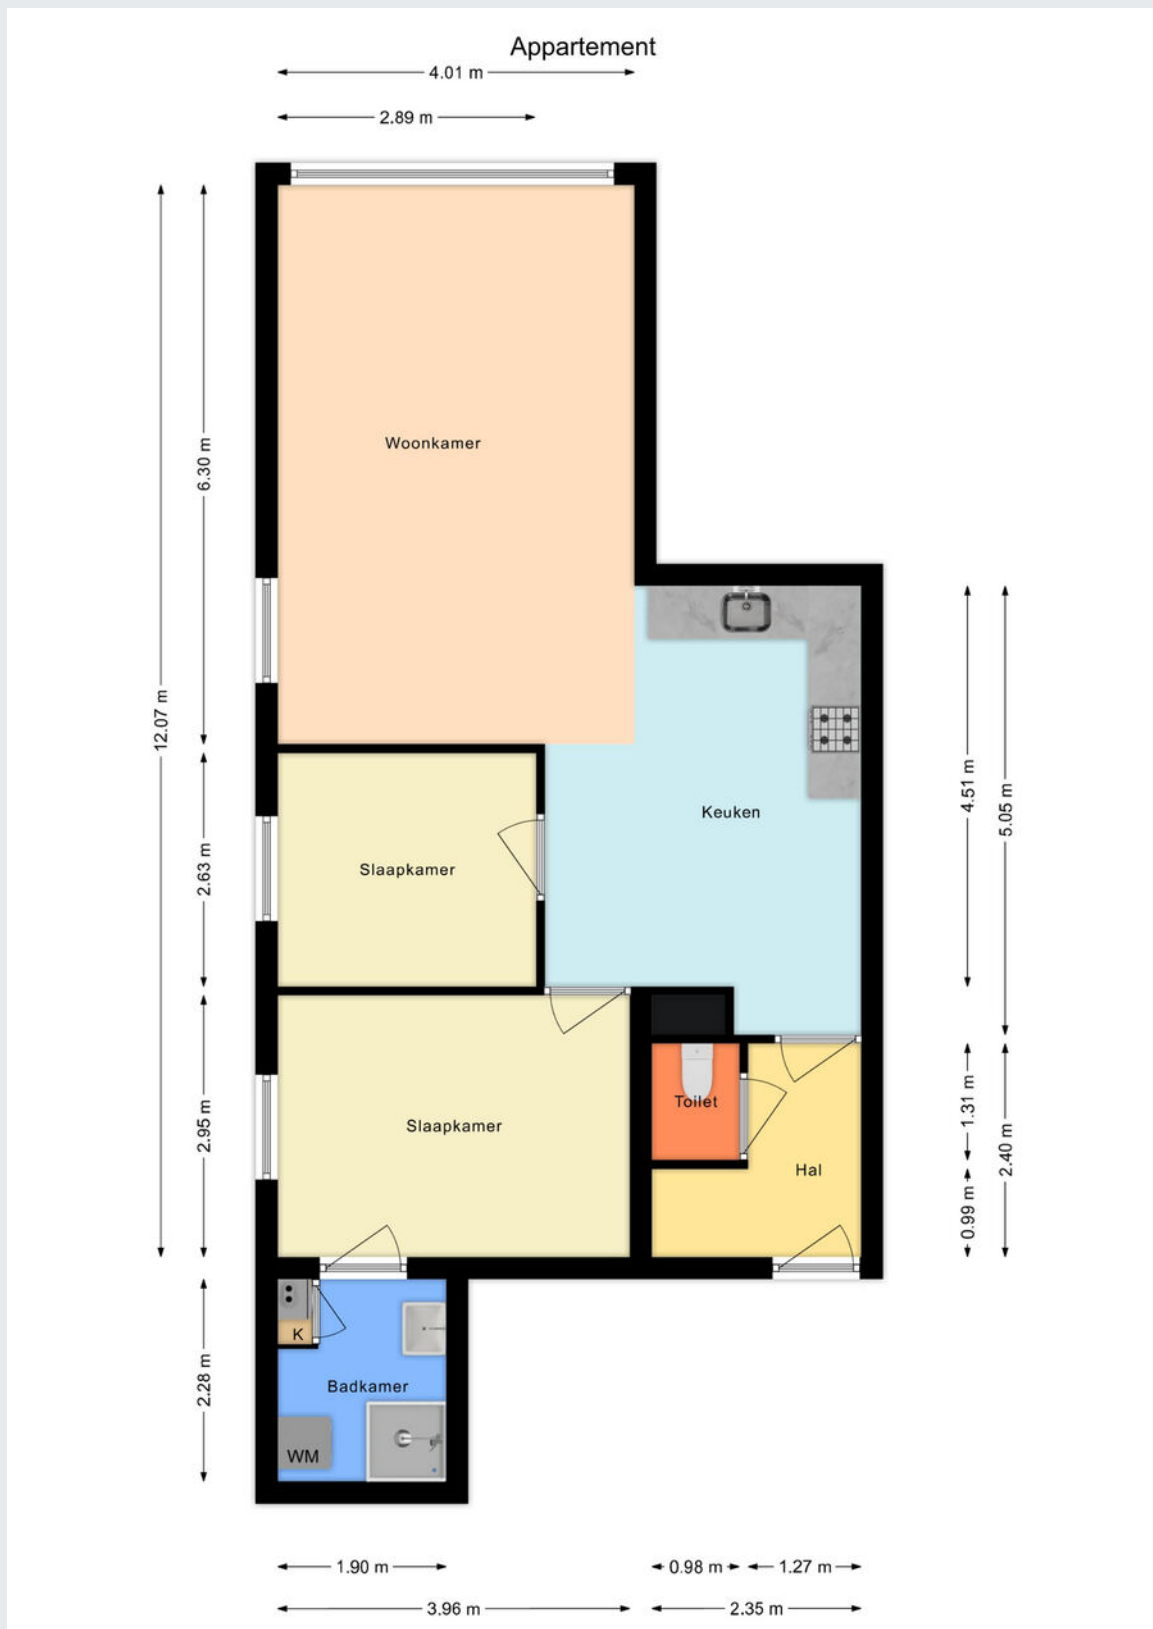 Appartement
4.01 m
2.89 m
Woonkamer
6.30 m
12.07 m
Keuken
4.51 m
5.05 m
Slaapkamer
2.63 m
Slaapkamer
2.95 m
Toilet
1.31 m
Hal
2.40 m
0.99 m
K
Badkamer
2.28 m
WM
1.90 m
0.98 m
1.27 m
3.96 m
2.35 m